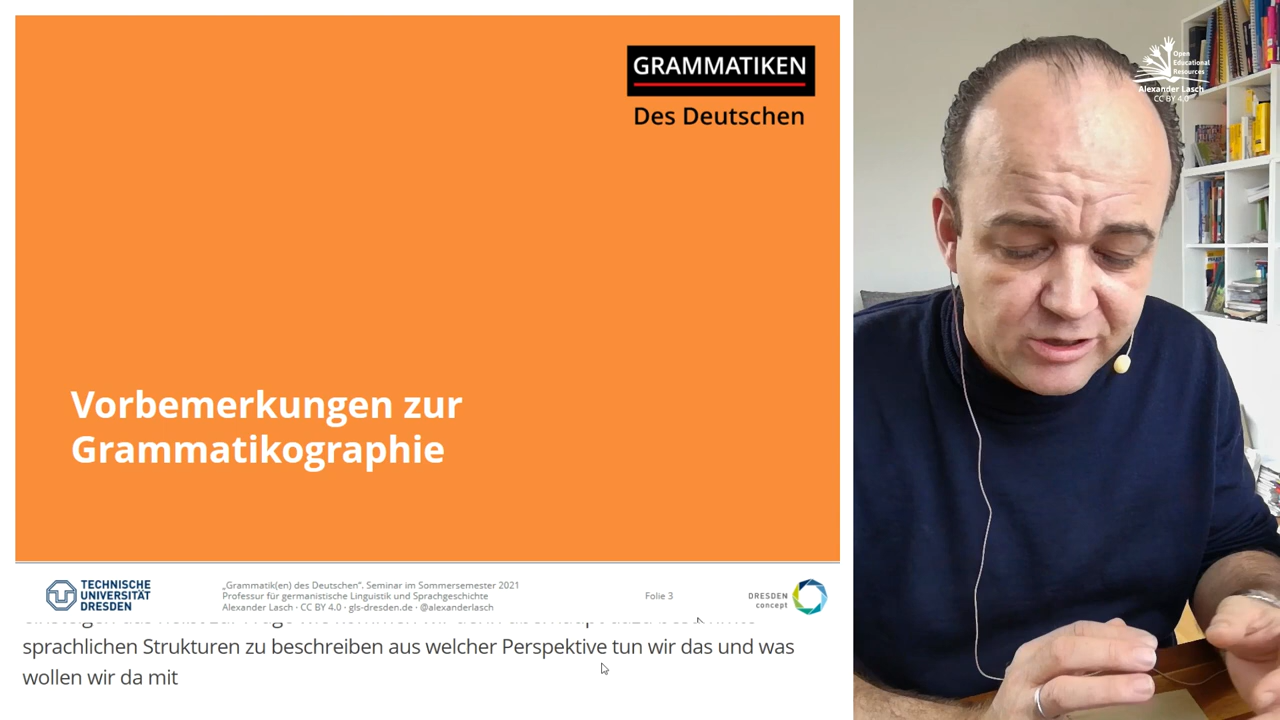 GRAMMATIKEN
Des Deutschen
Vorbemerkungen zur
Grammatikographie
TECHNISCHE
UNIVERSITÄT
DRESDEN
„Grammatik(en) des Deutschen“. Seminar im Sommersemester 2021
Professur für germanistische Linguistik und Sprachgeschichte
Alexander Lasch · CC BY 4.0 · gls-dresden.de · @alexanderlasch
Folie 3
DRESDEN
concept
sprachlichen Strukturen zu beschreiben aus welcher Perspektive tun wir das und was
wollen wir da mit
Open
Educational
Resources
Alexander Lasch
CC BY 4.0